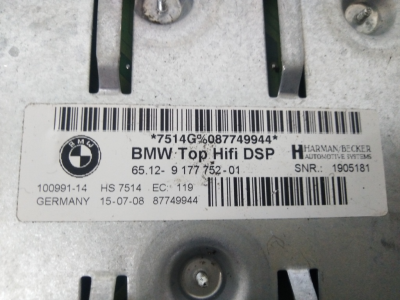 *7514G%087749944*
BMW
BMW Top Hifi DSP
HARMAN/BECKER
AUTOMOTIVE SYSTEMS
65.12- 9 177 752-01
SNR.: 1905181
100991-14 HS 7514 EC: 119
GERMANY 15-07-08 87749944